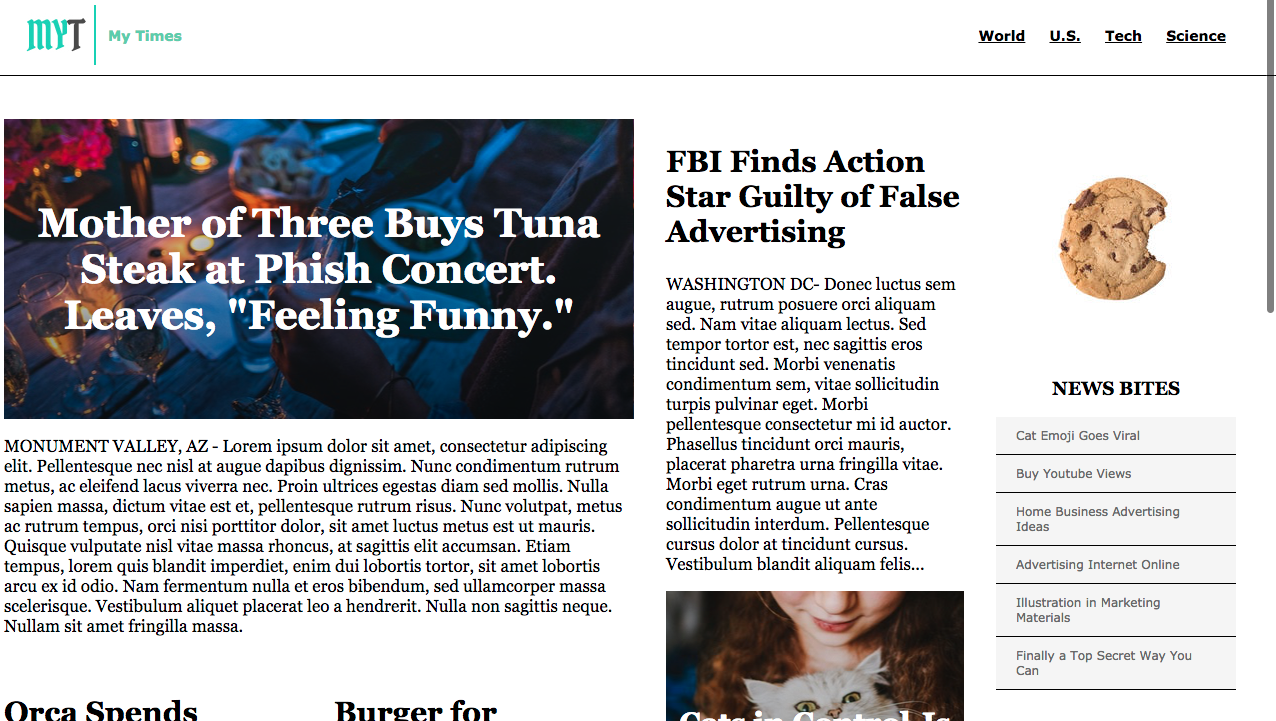 MYT
My Times
World U.S. Tech Science
Mother of Three Buys Tuna
Steak at Phish Concert.
Leaves, "Feeling Funny."
MONUMENT VALLEY, AZ - Lorem ipsum dolor sit amet, consectetur adipiscing
elit. Pellentesque nec nisl at augue dapibus dignissim. Nunc condimentum rutrum
metus, ac eleifend lacus viverra nec. Proin ultrices egestas diam sed mollis. Nulla
sapien massa, dictum vitae est et, pellentesque rutrum risus. Nunc volutpat, metus
ac rutrum tempus, orci nisi porttitor dolor, sit amet luctus metus est ut mauris.
Quisque vulputate nisl vitae massa rhoncus, at sagittis elit accumsan. Etiam
tempus, lorem quis blandit imperdiet, enim dui lobortis tortor, sit amet lobortis
arcu ex id odio. Nam fermentum nulla et eros bibendum, sed ullamcorper massa
scelerisque. Vestibulum aliquet placerat leo a hendrerit. Nulla non sagittis neque.
Nullam sit amet fringilla massa.
Orca Spends
Burger for
FBI Finds Action
Star Guilty of False
Advertising
WASHINGTON DC- Donec luctus sem
augue, rutrum posuere orci aliquam
sed. Nam vitae aliquam lectus. Sed
tempor tortor est, nec sagittis eros
tincidunt sed. Morbi venenatis
condimentum sem, vitae sollicitudin
turpis pulvinar eget. Morbi
pellentesque consectetur mi id auctor.
Phasellus tincidunt orci mauris,
placerat pharetra urna fringilla vitae.
Morbi eget rutrum urna. Cras
condimentum augue ut ante
sollicitudin interdum. Pellentesque
cursus dolor at tincidunt cursus.
Vestibulum blandit aliquam felis...
Cats in Control Is
NEWS BITES
Cat Emoji Goes Viral
Buy Youtube Views
Home Business Advertising
Ideas
Advertising Internet Online
Illustration in Marketing
Materials
Finally a Top Secret Way You
Can